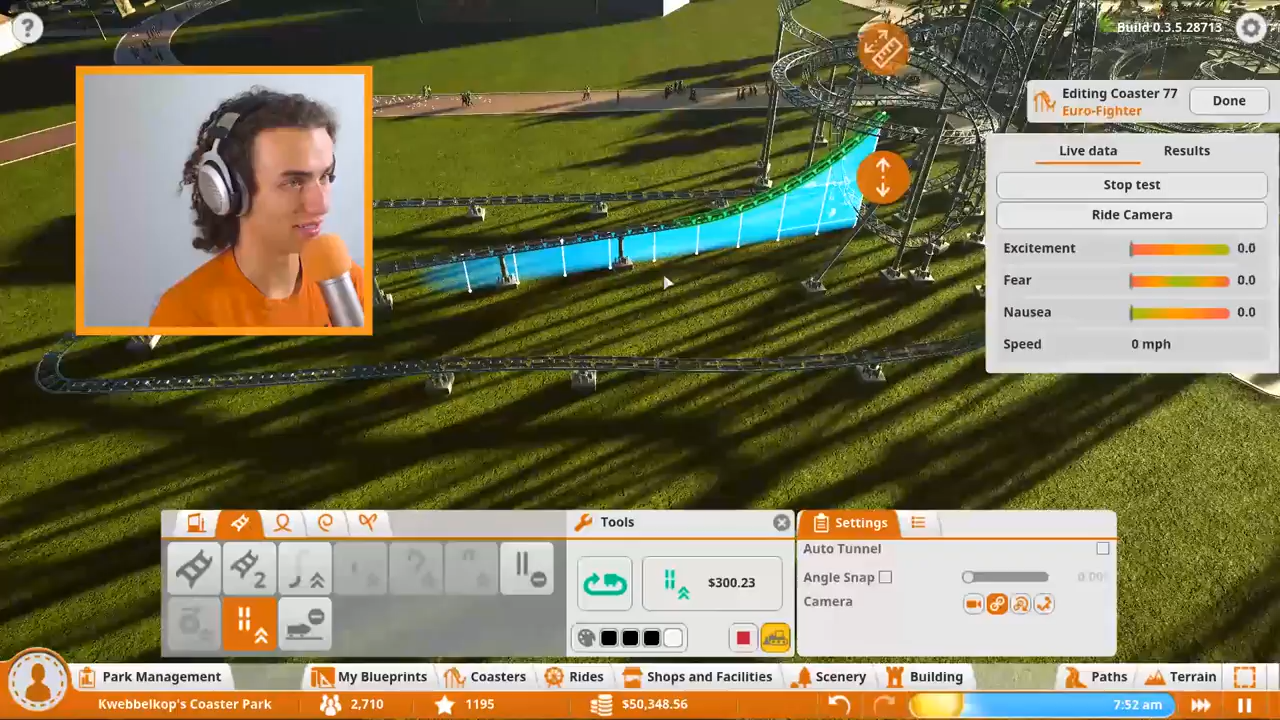 ?
Build 0.3.5.28713
Editing Coaster 77
Euro-Fighter
Done
Live data
Results
Stop test
Ride Camera
Excitement 0.0
Fear 0.0
Nausea 0.0
Speed 0 mph
Tools
Settings
2
$300.23
Auto Tunnel
Angle Snap 0.00°
Camera
Park Management
My Blueprints
Coasters
Rides
Shops and Facilities
Scenery
Building
Paths
Terrain
Kwebbelkop's Coaster Park
2,710
1195
$50,348.56
7:52 am